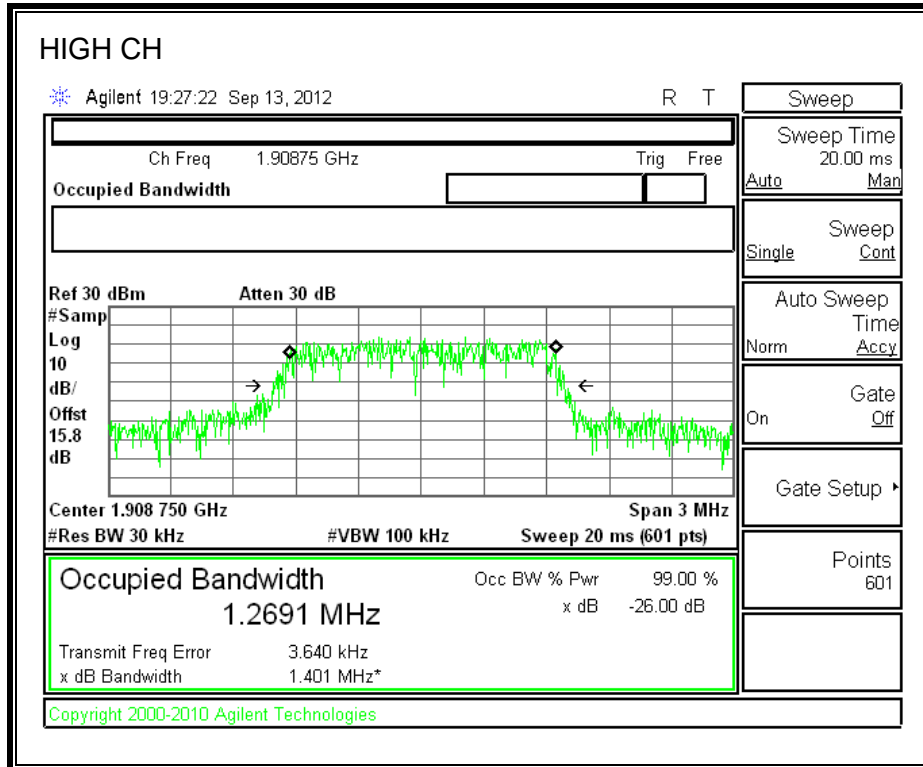 HIGH CH
Agilent 19:27:22 Sep 13, 2012 R T
Ch Freq 1.90875 GHz Trig Free
Occupied Bandwidth
Ref 30 dBm Atten 30 dB
#Samp
Log
10
dB/
Offst
15.8
dB
Center 1.908 750 GHz Span 3 MHz
#Res BW 30 kHz #VBW 100 kHz Sweep 20 ms (601 pts)
Occupied Bandwidth
1.2691 MHz
Occ BW % Pwr 99.00 %
x dB -26.00 dB
Transmit Freq Error 3.640 kHz
x dB Bandwidth 1.401 MHz*
Copyright 2000-2010 Agilent Technologies
Sweep
Sweep Time
20.00 ms
Auto Man
Sweep
Single Cont
Auto Sweep
Time
Norm Accy
Gate
On Off
Gate Setup
Points
601